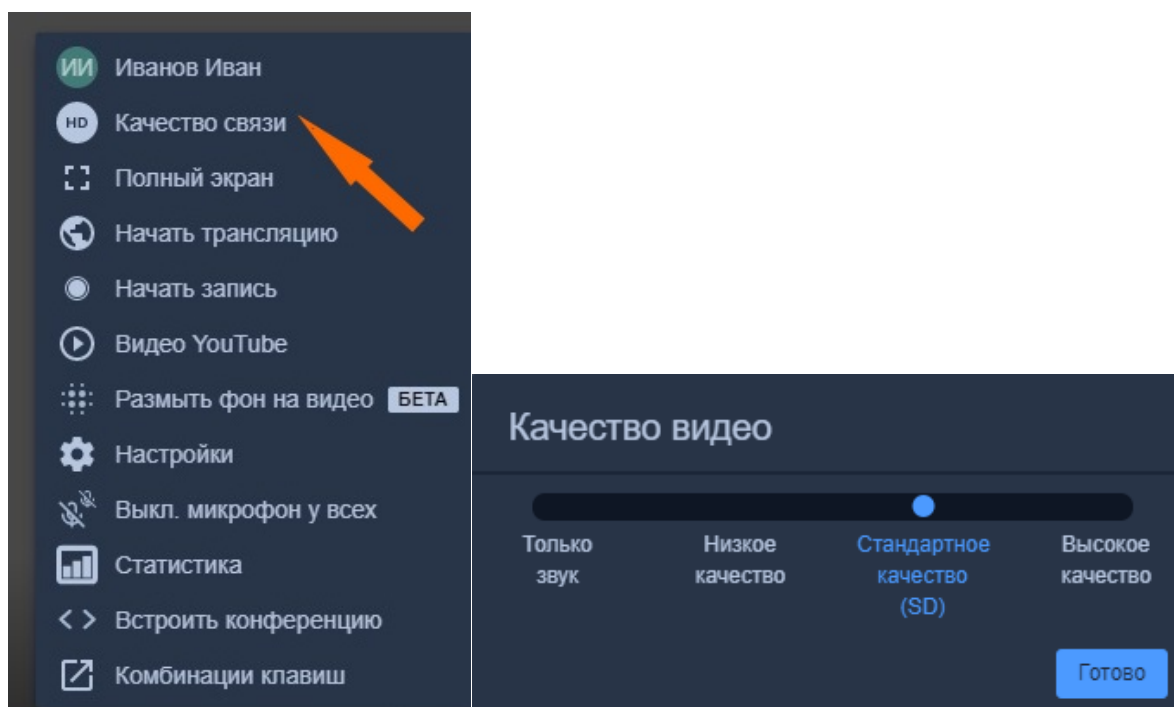 ИИ Иванов Иван
HD Качество связи
Полный экран
Начать трансляцию
Начать запись
Видео YouTube
Размыть фон на видео БЕТА
Настройки
Выкл. микрофон у всех
Статистика
Встроить конференцию
Комбинации клавиш
Качество видео
Только звук
Низкое качество
Стандартное качество (SD)
Высокое качество
Готово